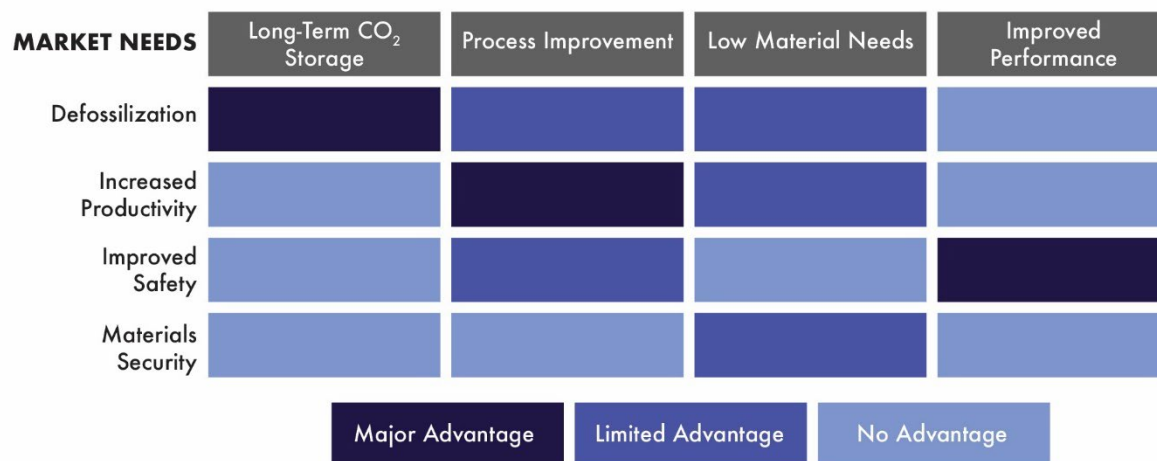 MARKET NEEDS
Long-Term CO₂
Storage
Process Improvement
Low Material Needs
Improved
Performance
Defossilization
Increased
Productivity
Improved
Safety
Materials
Security
Major Advantage
Limited Advantage
No Advantage